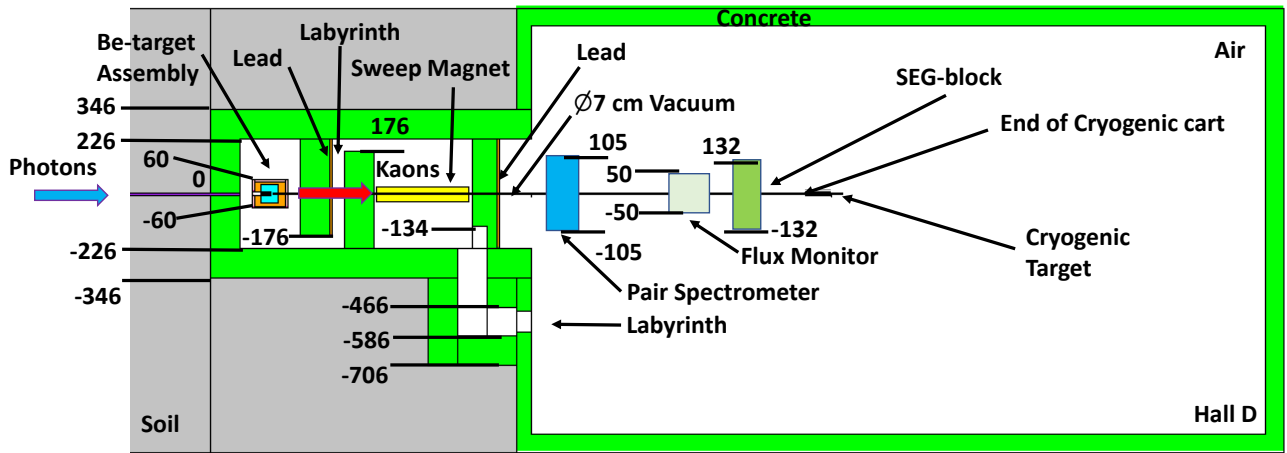 Concrete
Be-target
Assembly
Labyrinth
Lead
Sweep Magnet
Lead
Air
SEG-block
∅7 cm Vacuum
End of Cryogenic cart
346
226
176
105
132
Photons
60
0
Kaons
50
-60
-176
-134
-50
-132
-226
-105
Flux Monitor
Cryogenic
Target
-346
Pair Spectrometer
-466
Labyrinth
-586
-706
Soil
Hall D